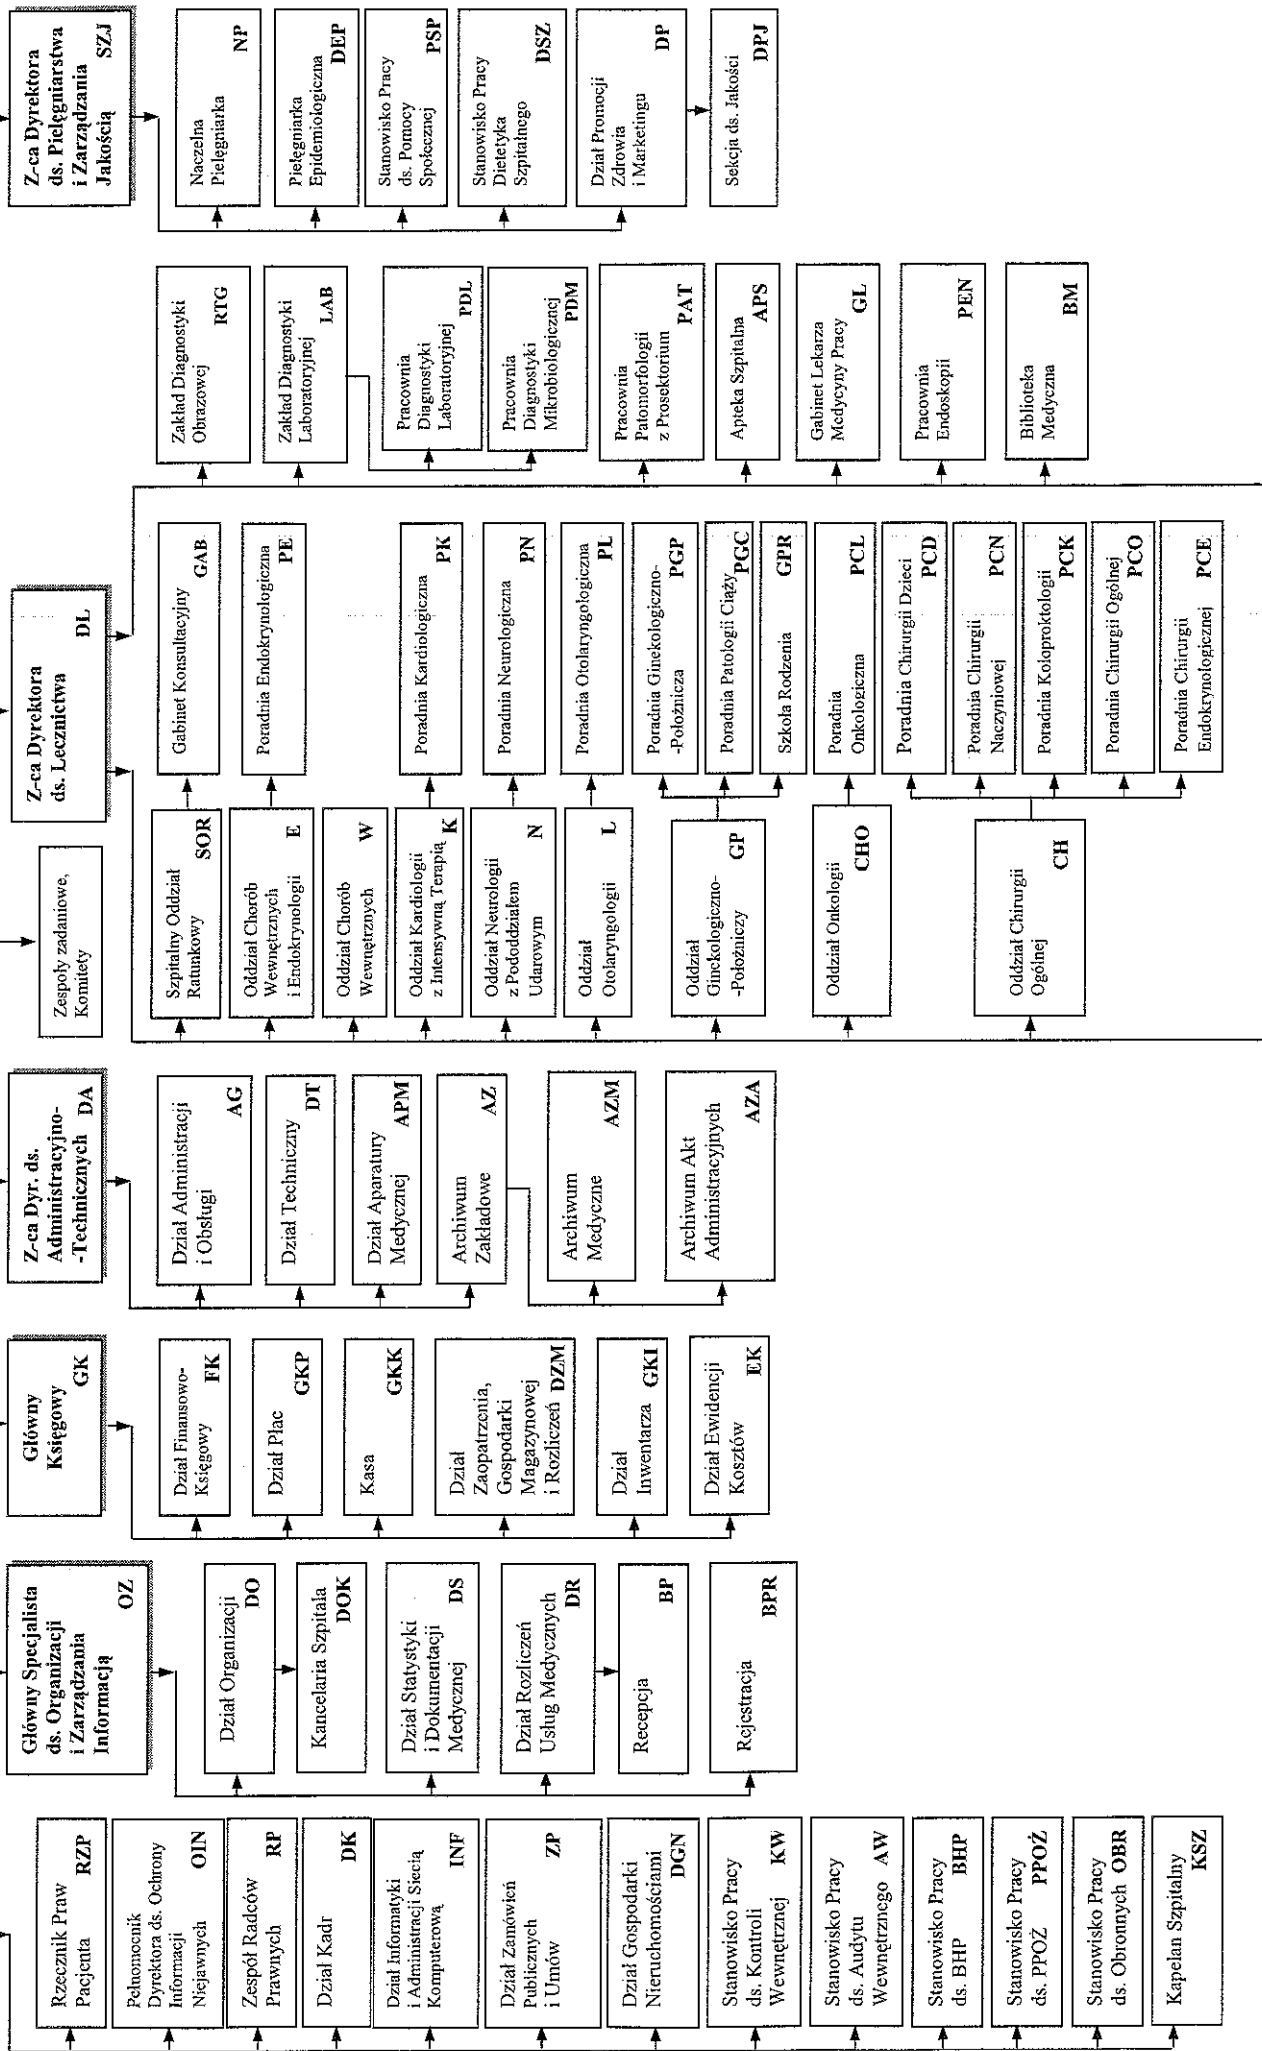 Rzecznik Praw
Pacjenta RZP
Pełnomocnik
Dyrektora ds. Ochrony
Informacji
Niejawnych OIN
Zespół Radców
Prawnych RP
Dział Kadr
DK
Dział Informatyki
i Administracji Siecią
Komputerową INF
Dział Zamówień
Publicznych
i Umów ZP
Dział Gospodarki
Nieruchomościami
DGN
Stanowisko Pracy
ds. Kontroli
Wewnętrznej KW
Stanowisko Pracy
ds. Audytu
Wewnętrznego AW
Stanowisko Pracy
ds. BHP BHP
Stanowisko Pracy
ds. PPOŻ PPOŻ
Stanowisko Pracy
ds. Obronnych OBR
Kapelan Szpitalny
KSZ
Główny Specjalista
ds. Organizacji
i Zarządzania
Informacją OZ
Dział Organizacji
DO
Kancelaria Szpitala
DOK
Dział Statystyki
i Dokumentacji
Medycznej DS
Dział Rozliczeń
Usług Medycznych
DR
Recepcja
BP
Rejestracja
BPR
Główny
Księgowy
GK
Dział Finansowo-
Księgowy FK
Dział Płac
GKP
Kasa
GKK
Dział
Zaopatrzenia,
Gospodarki
Magazynowej
i Rozliczeń DZM
Dział
Inwentarza GKI
Dział Ewidencji
Kosztów EK
Z-ca Dyr. ds.
Administracyjno-
-Technicznych DA
Dział Administracji
i Obsługi
AG
Dział Techniczny
DT
Dział Aparatury
Medycznej APM
Archiwum
Zakładowe AZ
Archiwum
Medyczne
AZM
Archiwum Akt
Administracyjnych
AZA
Zespoły zadaniowe,
Komitety
Z-ca Dyrektora
ds. Lecznictwa
DL
Szpitalny Oddział
Ratunkowy
SOR
Oddział Chorób
Wewnętrznych
i Endokrynologii E
Oddział Chorób
Wewnętrznych W
Oddział Kardiologii
z Intensywną Terapią
K
Oddział Neurologii
z Pododdziałem
Udarowym N
Oddział
Otolaryngologii L
Oddział
Ginekologiczno-
-Położniczy GP
Oddział Onkologii
CHO
Oddział Chirurgii
Ogólnej
CH
Gabinet Konsultacyjny
GAB
Poradnia Endokrynologiczna
PE
Poradnia Kardiologiczna
PK
Poradnia Neurologiczna
PN
Poradnia Otolaryngologiczna
PL
Poradnia Ginekologiczno-
-Położnicza PGP
Poradnia Patologii Ciąży
PGC
Szkoła Rodzenia GPR
Poradnia
Onkologiczna PCL
Poradnia Chirurgii Dzieci
PCD
Poradnia Chirurgii
Naczyniowej PCN
Poradnia Koloproktologii
PCK
Poradnia Chirurgii Ogólnej
PCO
Poradnia Chirurgii
Endokrynologicznej PCE
Zakład Diagnostyki
Obrazowej
RTG
Zakład Diagnostyki
Laboratoryjnej
LAB
Pracownia
Diagnostyki
Laboratoryjnej
PDL
Pracownia
Diagnostyki
Mikrobiologicznej
PDM
Pracownia
Patomorfologii
z Prosektorium
PAT
Apteka Szpitalna
APS
Gabinet Lekarza
Medycyny Pracy
GL
Pracownia
Endoskopii
PEN
Biblioteka
Medyczna
BM
Z-ca Dyrektora
ds. Pielęgniarstwa
i Zarządzania
Jakością SZJ
Naczelna
Pielęgniarka
NP
Pielęgniarka
Epidemiologiczna
DEP
Stanowisko Pracy
ds. Pomocy
Społecznej PSP
Stanowisko Pracy
Dietetyka
Szpitalnego
DSZ
Dział Promocji
Zdrowia
i Marketingu
DP
Sekcja ds. Jakości
DPJ